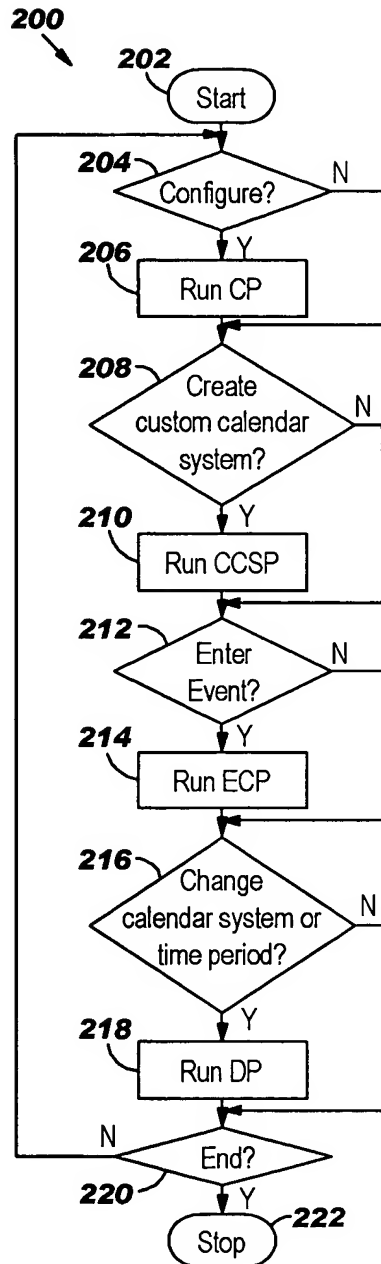 200
202
Start
204
Configure?
N
Y
206
Run CP
208
Create
custom calendar
system?
N
Y
210
Run CCSP
212
Enter
Event?
N
Y
214
Run ECP
216
Change
calendar system or
time period?
N
Y
218
Run DP
N
End?
220
Y
222
Stop